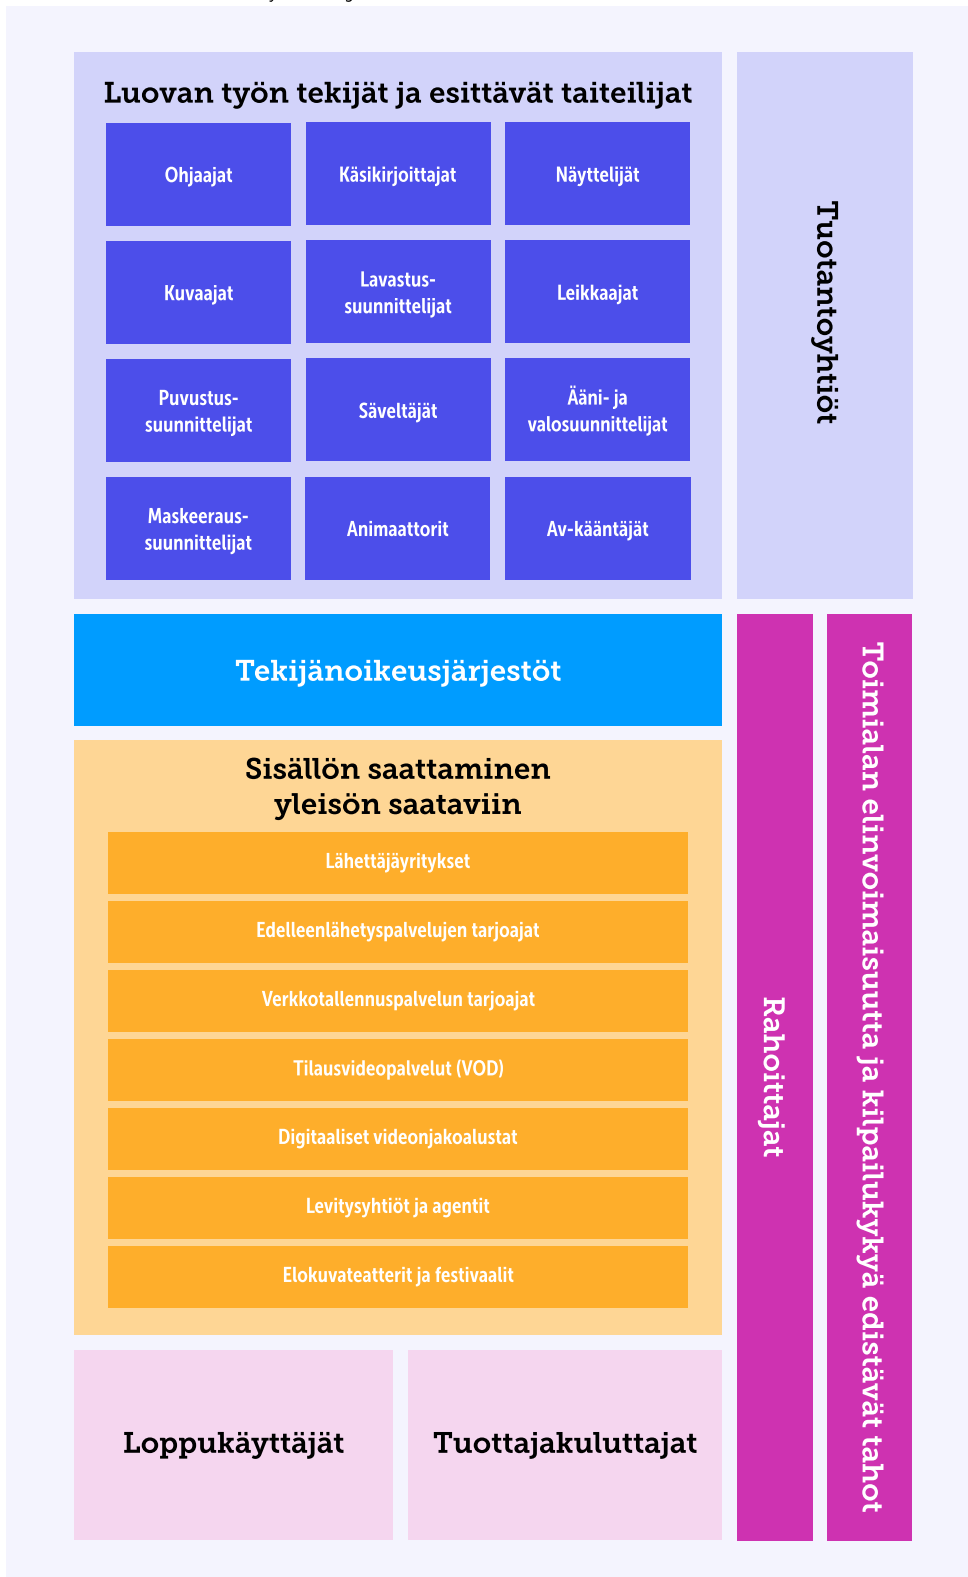 Luovan työn tekijät ja esittävät taiteilijat
Ohjaajat
Käsikirjoittajat
Näyttelijät
Kuvaajat
Lavastus-
suunnittelijat
Leikkaajat
Puvustus-
suunnittelijat
Säveltäjät
Ääni- ja
valosuunnittelijat
Maskeeraus-
suunnittelijat
Animaattorit
Av-kääntäjät
Tuotantoyhtiöt
Tekijänoikeusjärjestöt
Sisällön saattaminen
yleisön saataviin
Lähettäjäyritykset
Edelleenlähetyspalvelujen tarjoajat
Verkkotallennuspalvelun tarjoajat
Tilausvideopalvelut (VOD)
Digitaaliset videonjakoalustat
Levitysyhtiöt ja agentit
Elokuvateatterit ja festivaalit
Rahoittajat
Toimialan elinvoimaisuutta ja kilpailukykyä edistävät tahot
Loppukäyttäjät
Tuottajakuluttajat